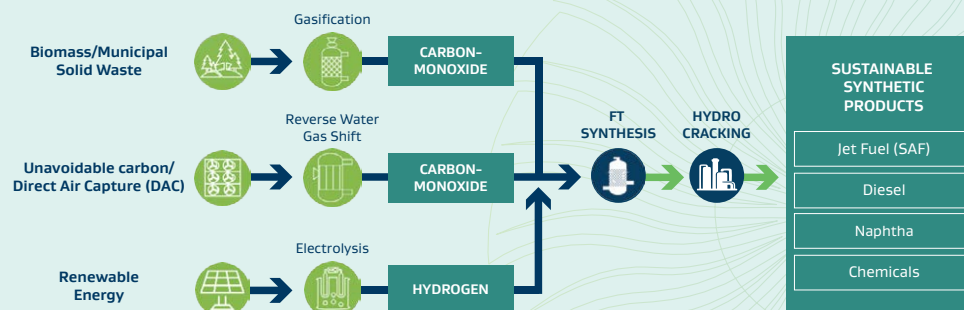 Gasification
Biomass/Municipal
Solid Waste
CARBON-
MONOXIDE
Reverse Water
Gas Shift
Unavoidable carbon/
Direct Air Capture (DAC)
CARBON-
MONOXIDE
Electrolysis
Renewable
Energy
HYDROGEN
FT
SYNTHESIS
HYDRO
CRACKING
SUSTAINABLE
SYNTHETIC
PRODUCTS
Jet Fuel (SAF)
Diesel
Naphtha
Chemicals